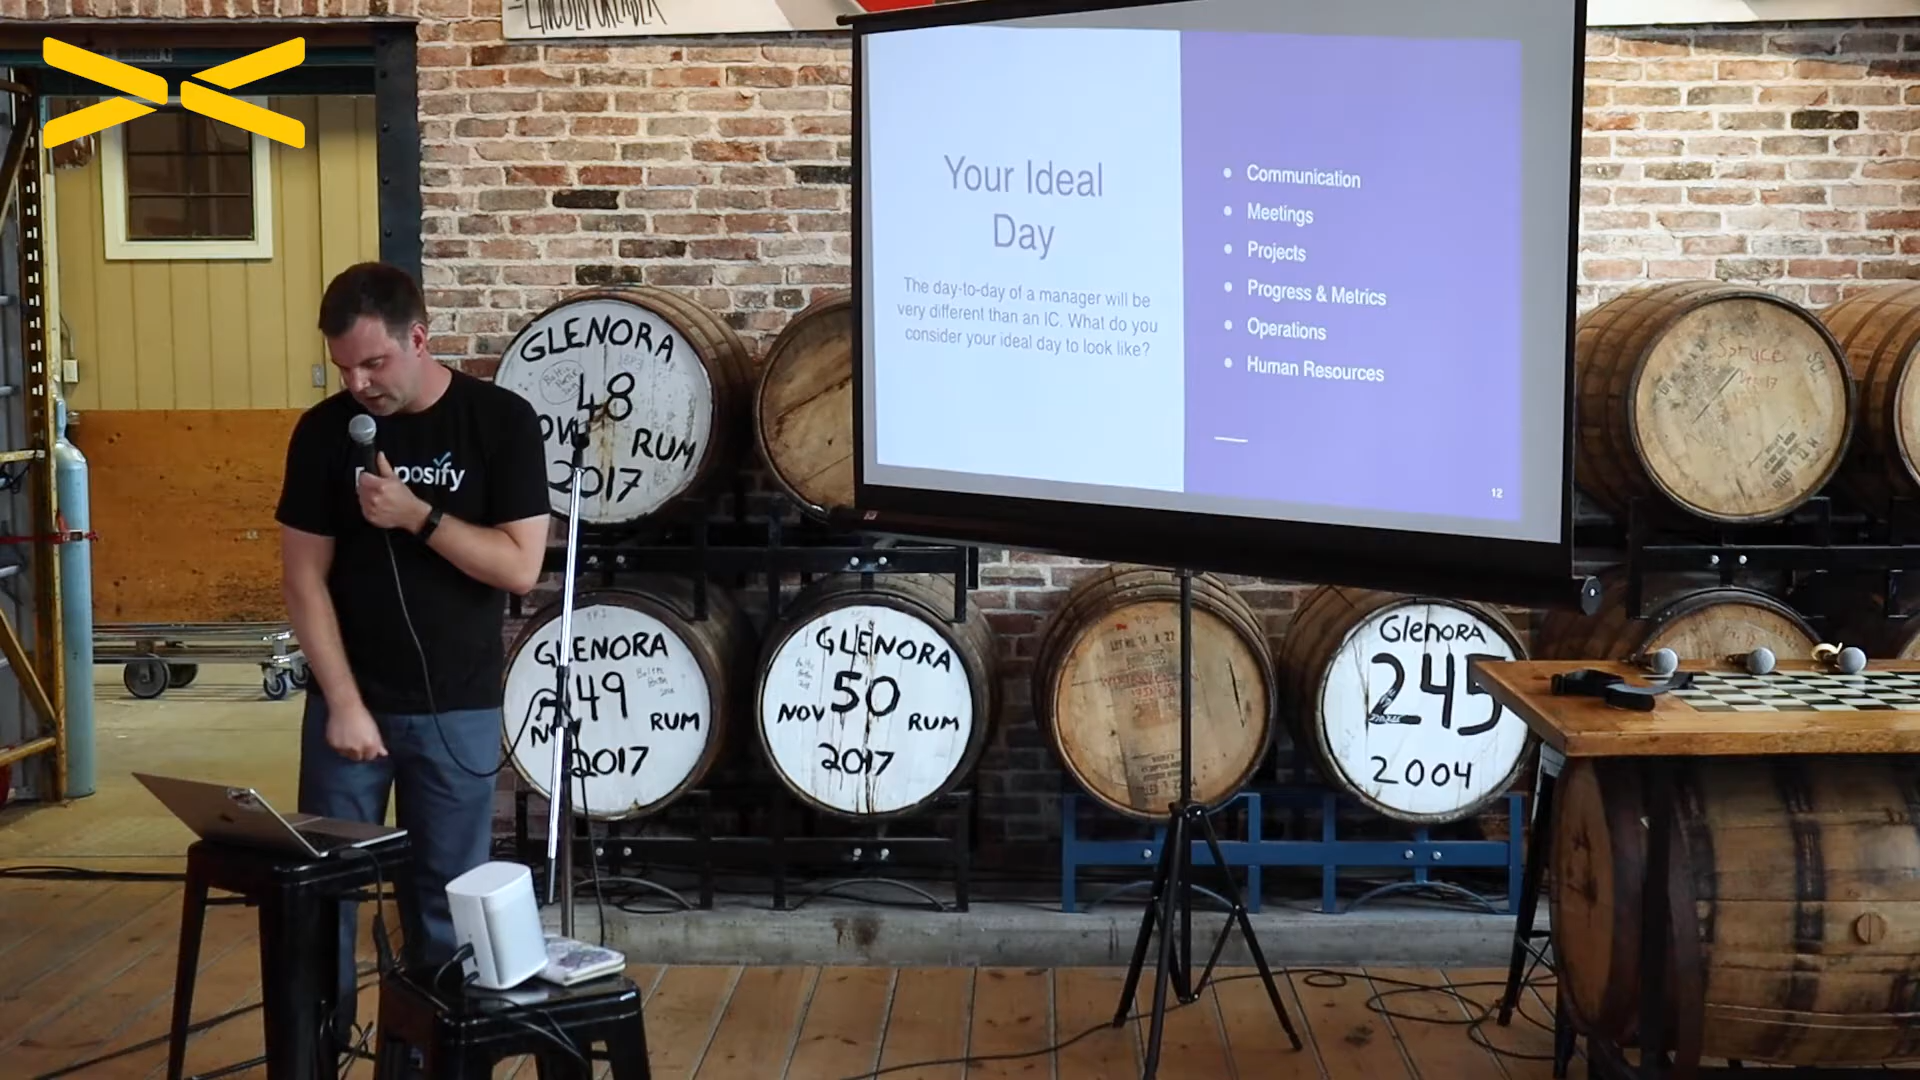 LINCOLN
Your Ideal
Day
The day-to-day of a manager will be
very different than an IC. What do you
consider your ideal day to look like?
Communication
Meetings
Projects
Progress & Metrics
Operations
Human Resources
12
posify
GLENORA
48
RUM
2017
GLENORA
49
RUM
2017
GLENORA
NOV 50 RUM
2017
GlenORA
245
2004
Spruce